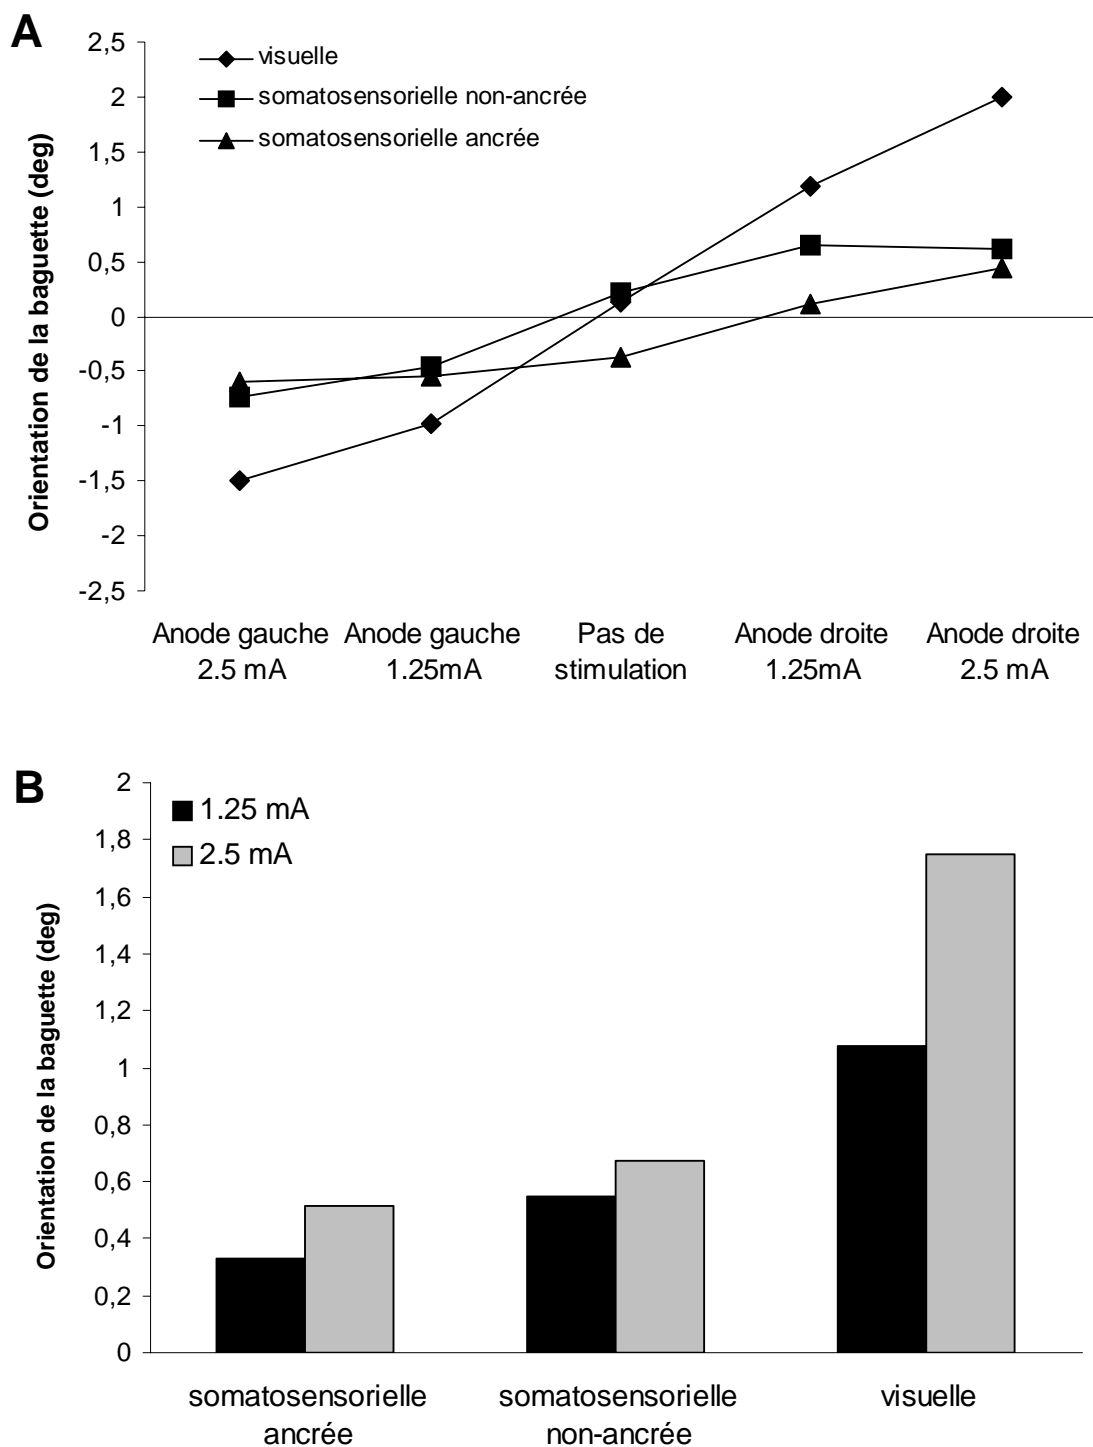 A
2,5
2
1,5
1
0,5
0
-0,5
-1
-1,5
-2
-2,5
Orientation de la baguette (deg)
visuelle
somatosensorielle non-ancrée
somatosensorielle ancrée
Anode gauche 2.5 mA
Anode gauche 1.25mA
Pas de stimulation
Anode droite 1.25mA
Anode droite 2.5 mA
B
2
1,8
1,6
1,4
1,2
1
0,8
0,6
0,4
0,2
0
Orientation de la baguette (deg)
1.25 mA
2.5 mA
somatosensorielle
ancrée
somatosensorielle
non-ancrée
visuelle